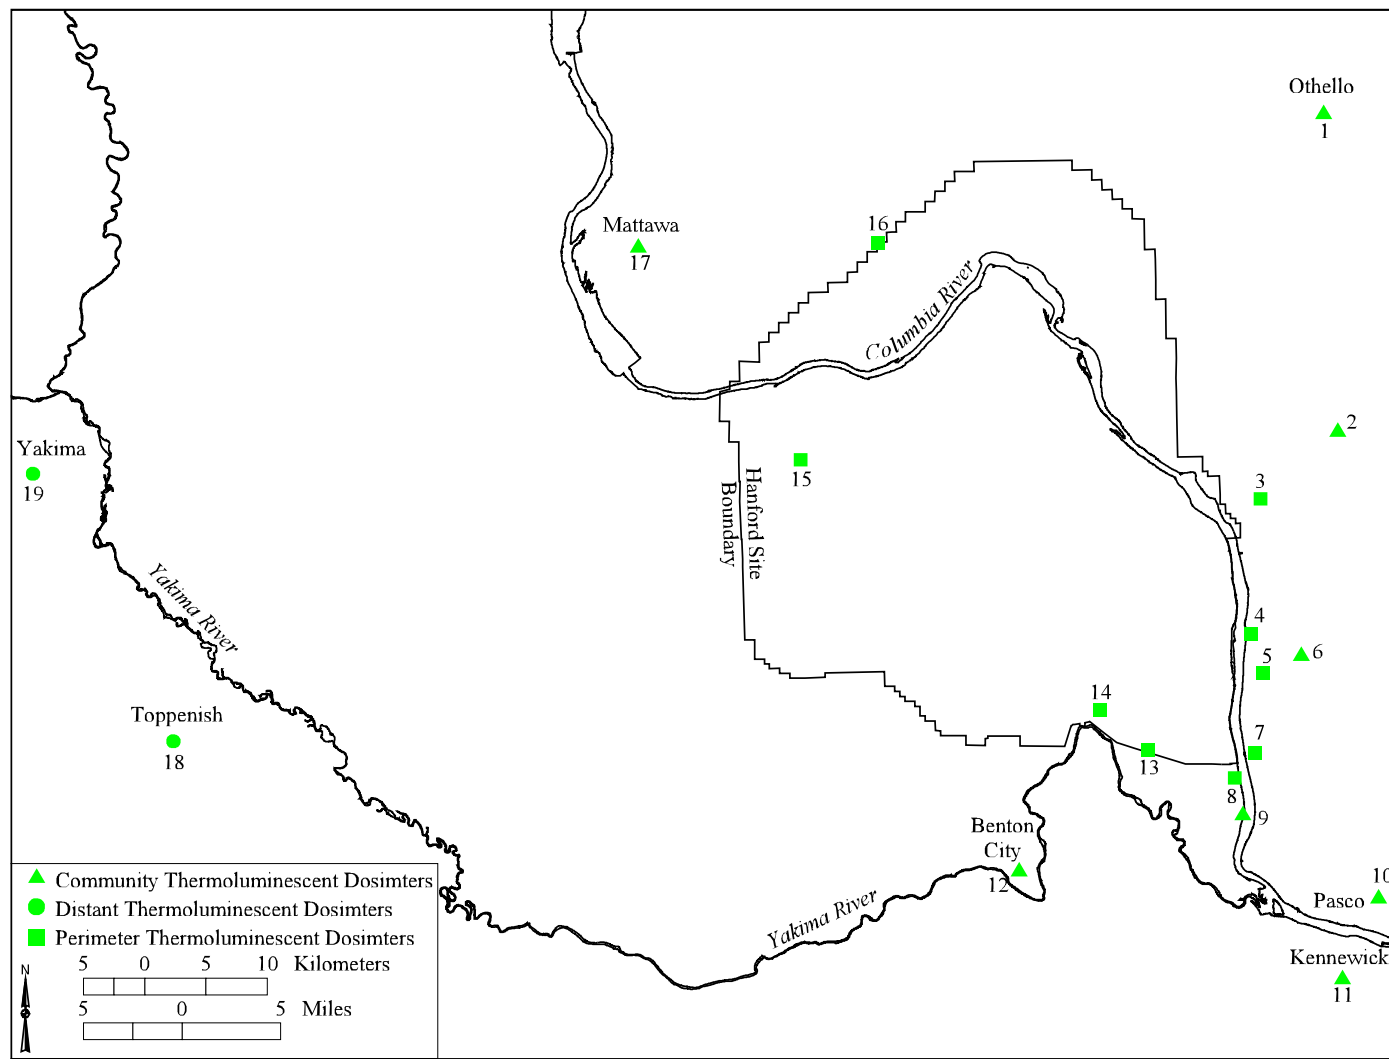 Othello
1
Mattawa
17
16
Columbia River
2
Yakima
19
15
Hanford Site
Boundary
3
Yakima River
4
6
5
Toppenish
18
14
7
13
8
9
Benton
City
12
10
Pasco
Yakima River
Kennewick
11
Community Thermoluminescent Dosimters
Distant Thermoluminescent Dosimters
Perimeter Thermoluminescent Dosimters
N
5 0 5 10 Kilometers
5 0 5 Miles